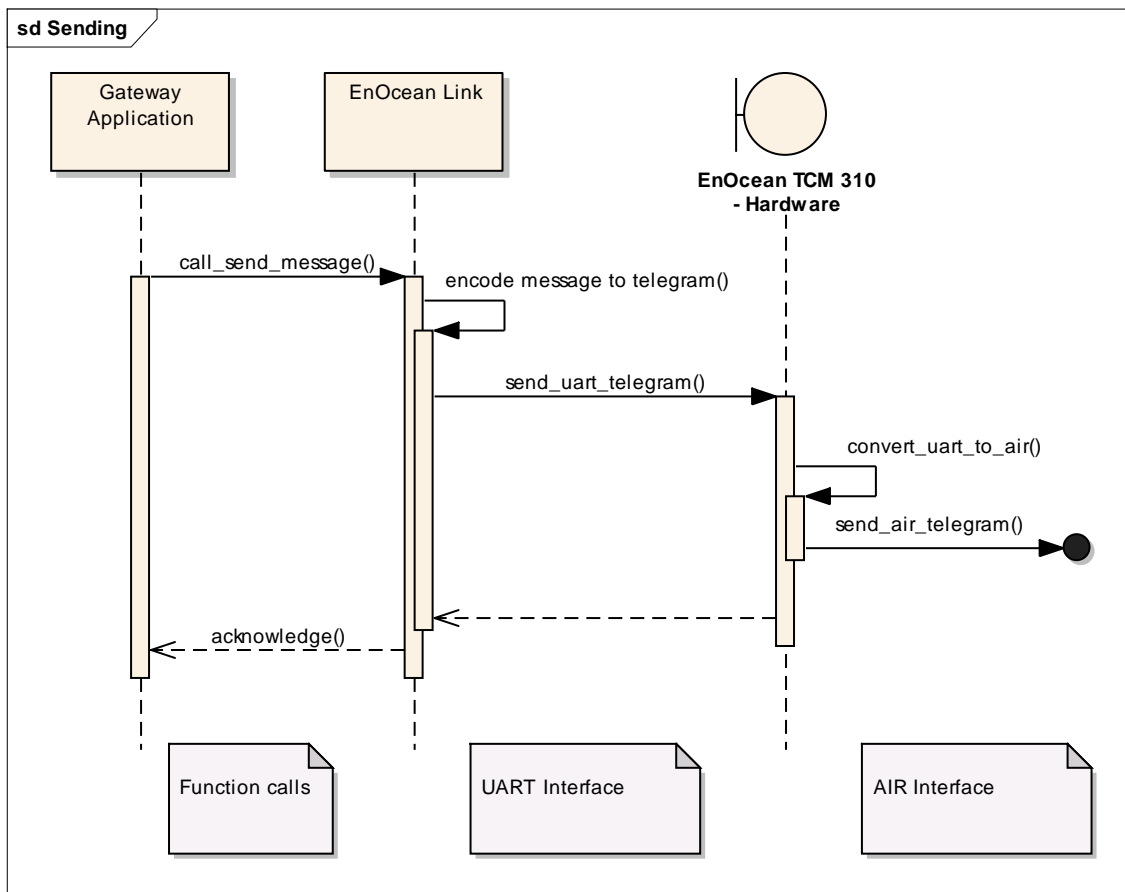 sd Sending
Gateway
Application
EnOcean Link
EnOcean TCM 310
- Hardware
call_send_message()
encode message to telegram()
send_uart_telegram()
convert_uart_to_air()
send_air_telegram()
acknowledge()
Function calls
UART Interface
AIR Interface